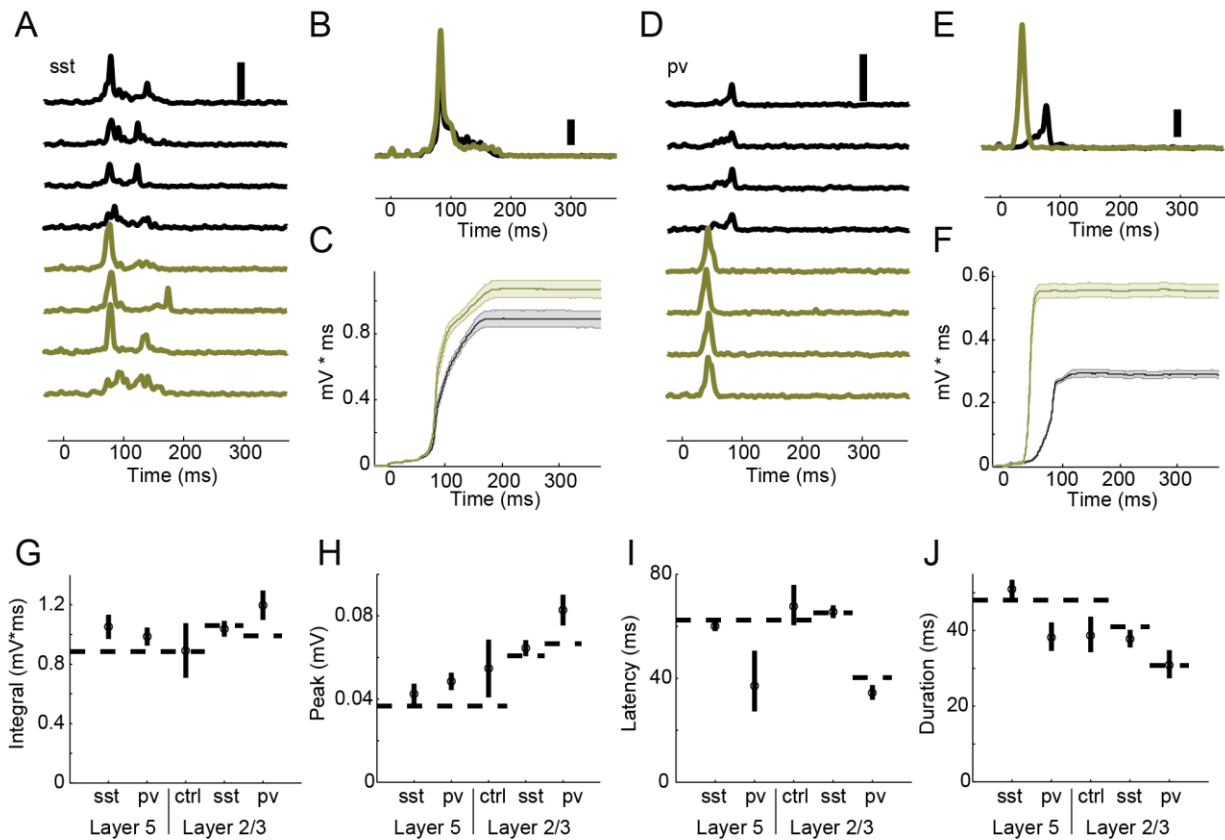 A
sst
0 100 200 300
Time (ms)
B
0 100 200 300
Time (ms)
C
mV * ms
0.8
0.4
0
0 100 200 300
Time (ms)
D
pv
0 100 200 300
Time (ms)
E
0 100 200 300
Time (ms)
F
mV * ms
0.6
0.4
0.2
0
0 100 200 300
Time (ms)
G
Integral (mV*ms)
1.2
0.8
0.4
0
sst pv ctrl sst pv
Layer 5 Layer 2/3
H
Peak (mV)
0.08
0.04
0
sst pv ctrl sst pv
Layer 5 Layer 2/3
I
Latency (ms)
80
40
0
sst pv ctrl sst pv
Layer 5 Layer 2/3
J
Duration (ms)
40
20
0
sst pv ctrl sst pv
Layer 5 Layer 2/3